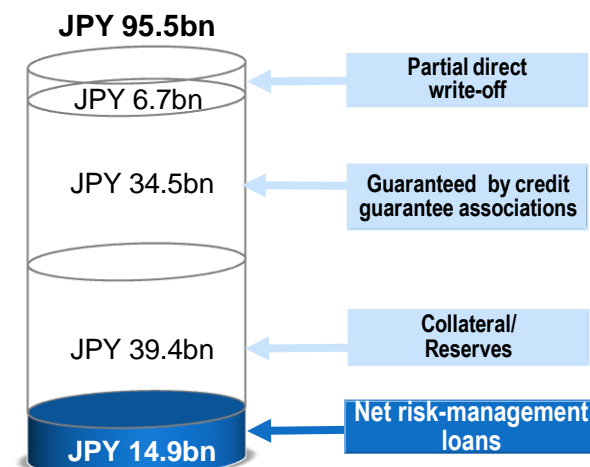 JPY 95.5bn
Partial direct
write-off
JPY 6.7bn
JPY 34.5bn
Guaranteed by credit
guarantee associations
JPY 39.4bn
Collateral/
Reserves
Net risk-management
loans
JPY 14.9bn